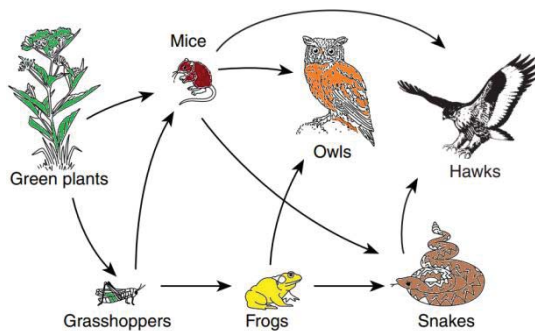 Mice
Owls
Hawks
Green plants
Grasshoppers
Frogs
Snakes